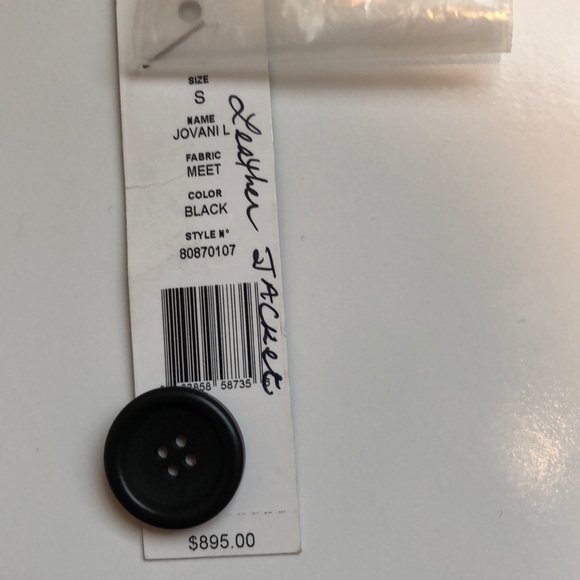 SIZE
S
NAME
JOVANI L
FABRIC
MEET
COLOR
BLACK
STYLE N°
80870107
Leather Jacket
58735
$895.00